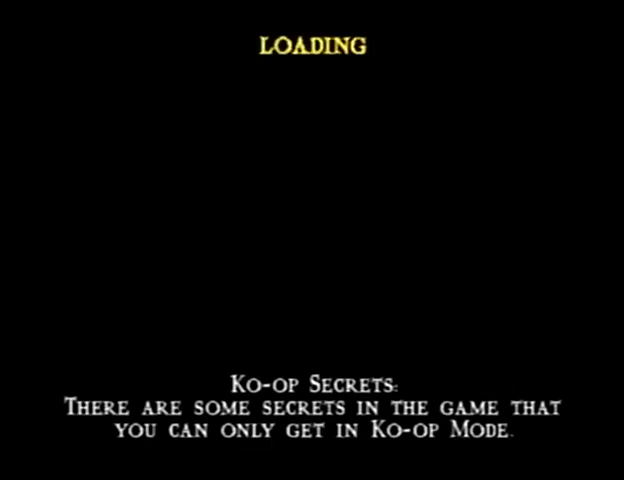 LOADING
Ko-op Secrets:
There are some secrets in the game that
you can only get in Ko-op Mode.